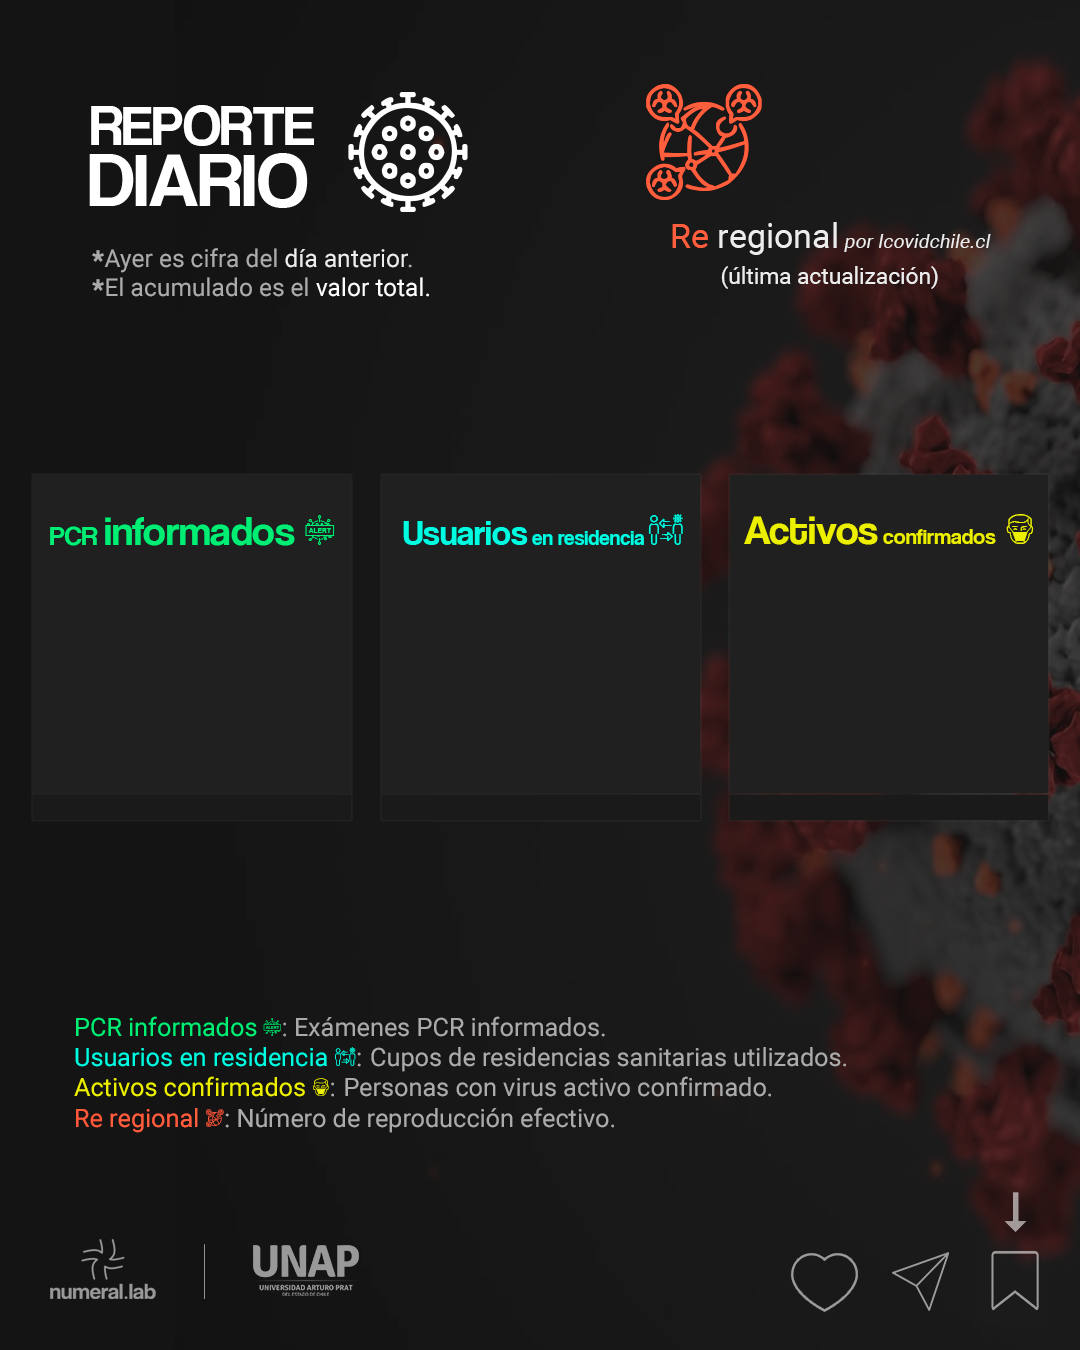 REPORTE
DIARIO
*Ayer es cifra del día anterior.
*El acumulado es el valor total.
Re regional por Icovidchile.cl
(última actualización)
PCR informados
ALERT
Usuarios en residencia
Activos confirmados
PCR informados : Exámenes PCR informados.
Usuarios en residencia : Cupos de residencias sanitarias utilizados.
Activos confirmados : Personas con virus activo confirmado.
Re regional : Número de reproducción efectivo.
numeral.lab
UNAP
UNIVERSIDAD ARTURO PRAT
DEL ESTADO DE CHILE